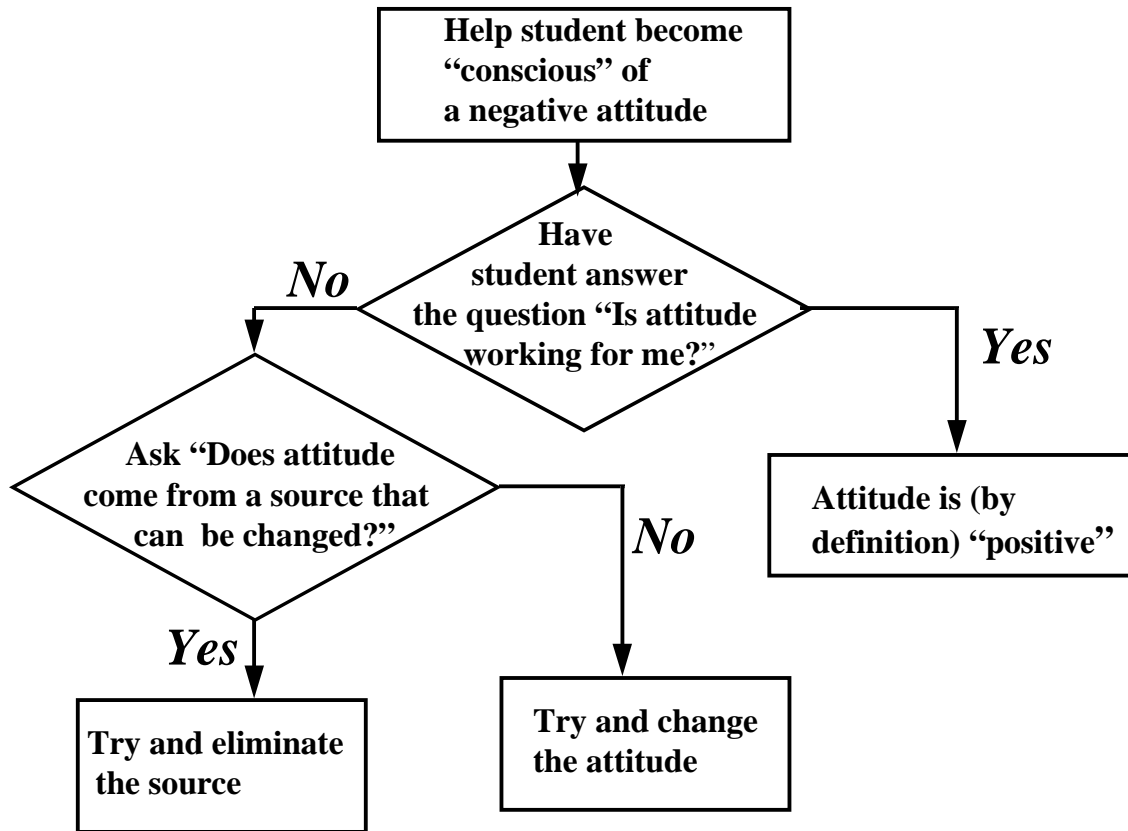 Help student become
“conscious” of
a negative attitude
Have
student answer
the question “Is attitude
working for me?”
No
Yes
Ask “Does attitude
come from a source that
can be changed?”
Attitude is (by
definition) “positive”
No
Yes
Try and eliminate
the source
Try and change
the attitude